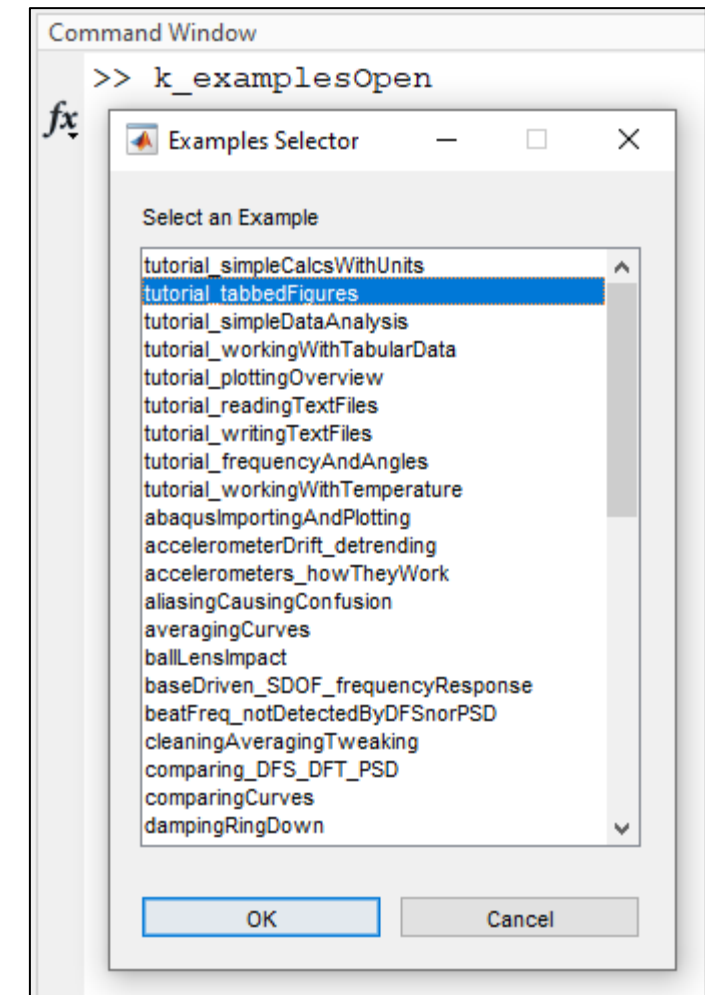 Command Window
>> k_examplesOpen
fx
Examples Selector
Select an Example
tutorial_simpleCalcsWithUnits
tutorial_tabbedFigures
tutorial_simpleDataAnalysis
tutorial_workingWithTabularData
tutorial_plottingOverview
tutorial_readingTextFiles
tutorial_writingTextFiles
tutorial_frequencyAndAngles
tutorial_workingWithTemperature
abaqusImportingAndPlotting
accelerometerDrift_detrending
accelerometers_howTheyWork
aliasingCausingConfusion
averagingCurves
ballLensImpact
baseDriven_SDOF_frequencyResponse
beatFreq_notDetectedByDFSnorPSD
cleaningAveragingTweaking
comparing_DFS_DFT_PSD
comparingCurves
dampingRingDown
OK Cancel